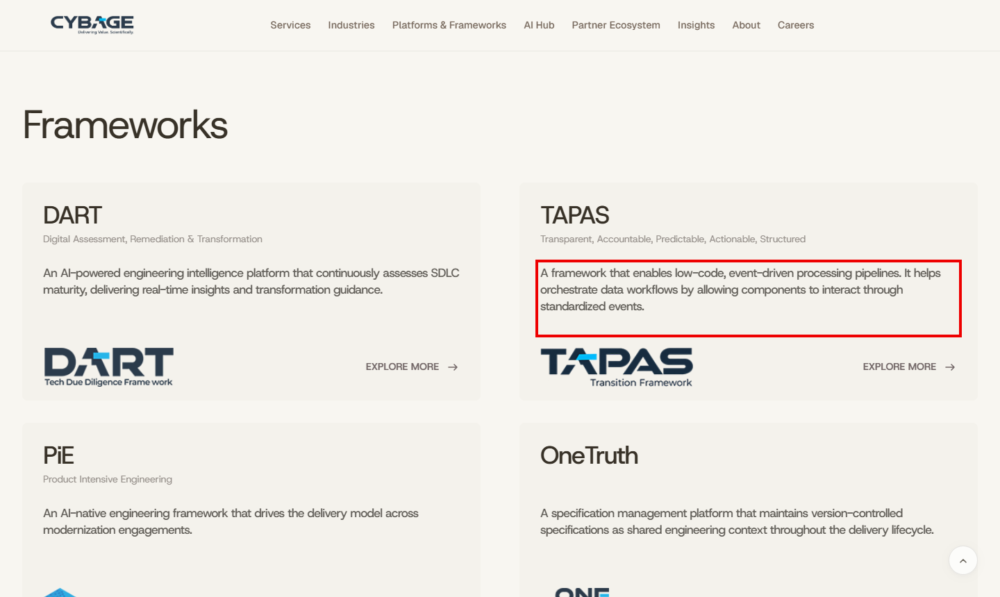 CYBAGE
Delivering Value. Scientifically.
Services
Industries
Platforms & Frameworks
AI Hub
Partner Ecosystem
Insights
About
Careers
Frameworks
DART
Digital Assessment, Remediation & Transformation
An AI-powered engineering intelligence platform that continuously assesses SDLC
maturity, delivering real-time insights and transformation guidance.
DART
Tech Due Diligence Frame work
EXPLORE MORE
TAPAS
Transparent, Accountable, Predictable, Actionable, Structured
A framework that enables low-code, event-driven processing pipelines. It helps
orchestrate data workflows by allowing components to interact through
standardized events.
TAPAS
Transition Framework
EXPLORE MORE
PiE
Product Intensive Engineering
An AI-native engineering framework that drives the delivery model across
modernization engagements.
OneTruth
A specification management platform that maintains version-controlled
specifications as shared engineering context throughout the delivery lifecycle.
ONE